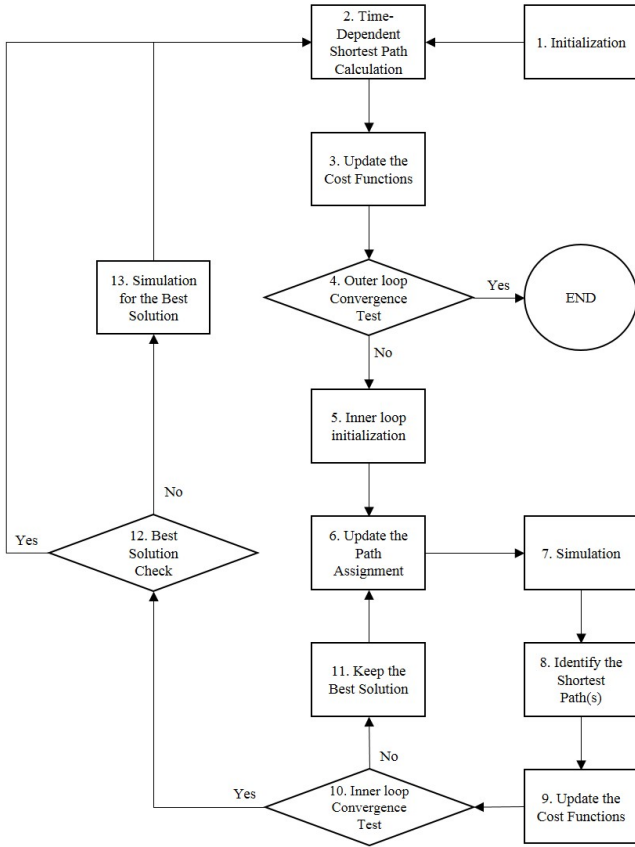 2. Time-
Dependent
Shortest Path
Calculation
1. Initialization
3. Update the
Cost Functions
4. Outer loop
Convergence
Test
Yes
END
No
13. Simulation
for the Best
Solution
5. Inner loop
initialization
No
Yes
12. Best
Solution
Check
6. Update the
Path
Assignment
7. Simulation
11. Keep the
Best Solution
8. Identify the
Shortest
Path(s)
No
Yes
10. Inner loop
Convergence
Test
9. Update the
Cost Functions